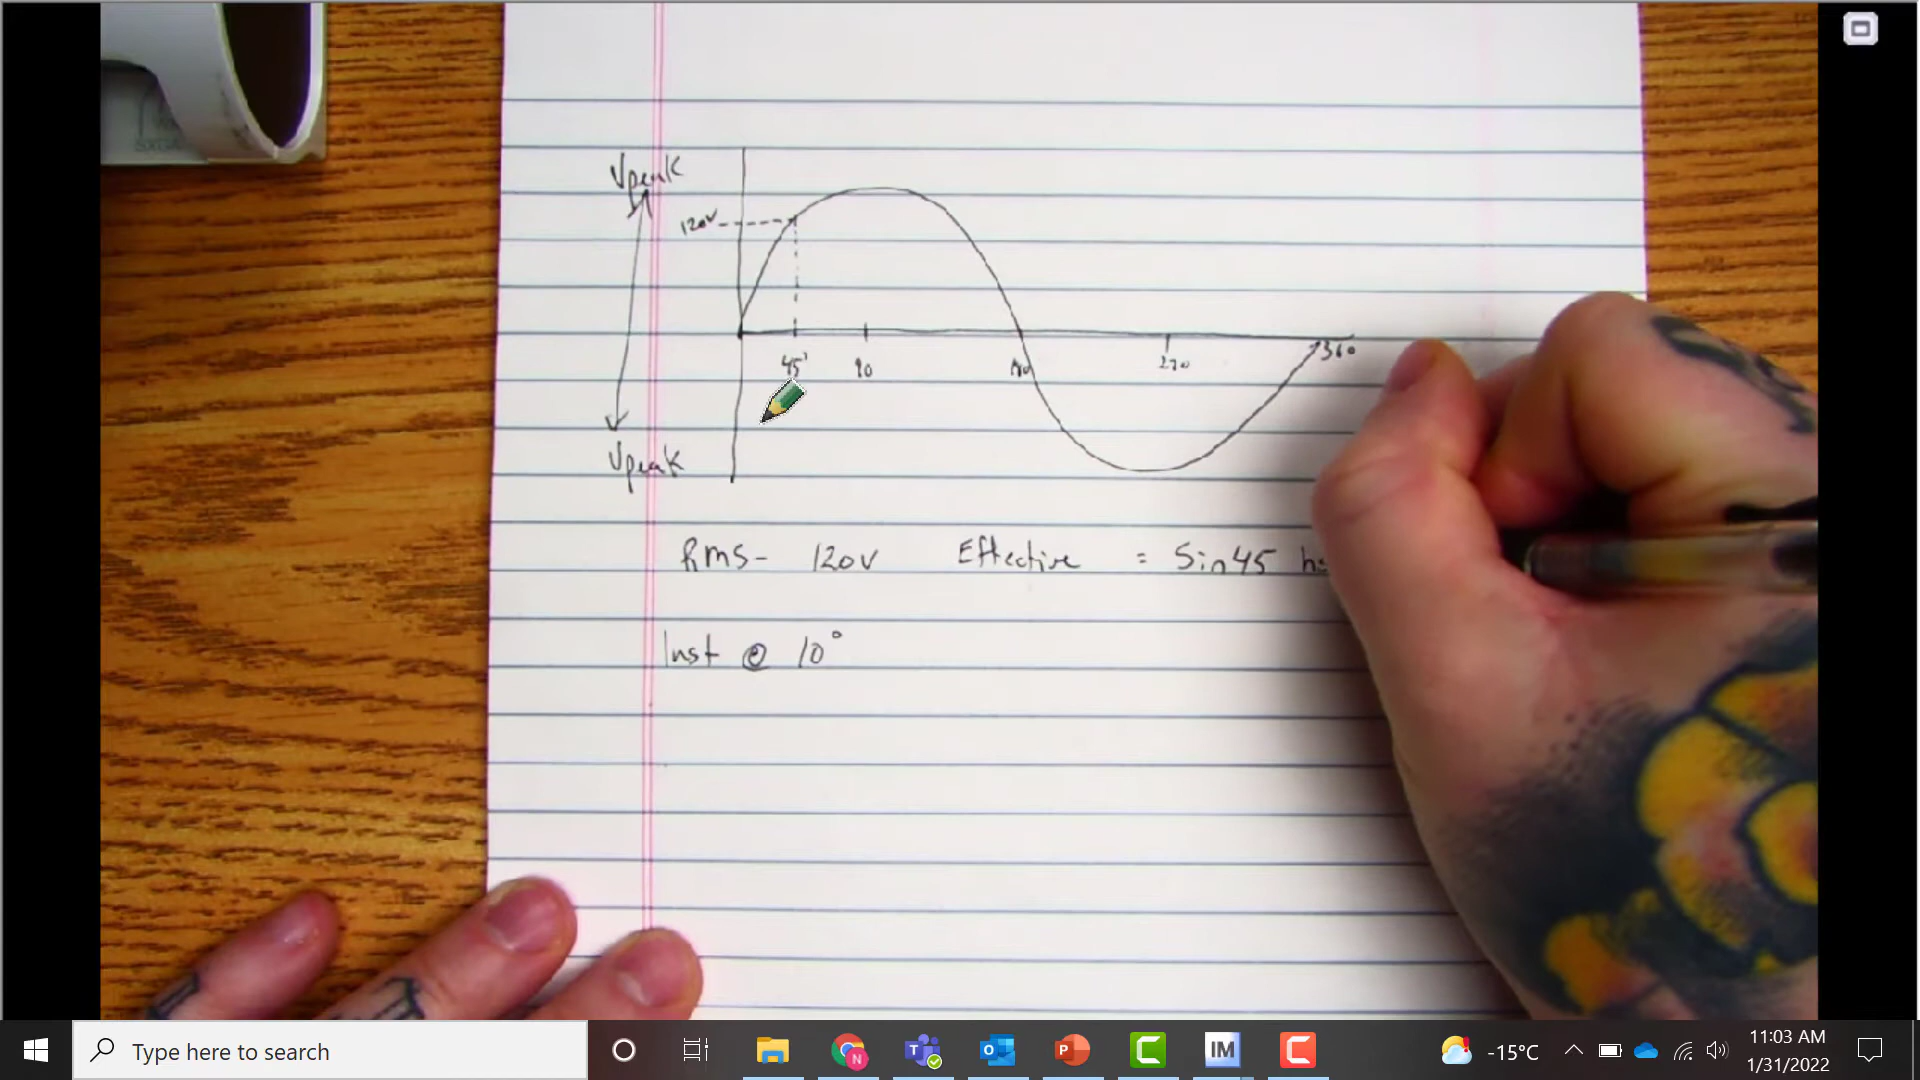 Vpeak
120v
45°
90
180
270
360
Vpeak
RMS- 120v Effective = Sin45
Inst @ 10°
Type here to search
-15°C
11:03 AM
1/31/2022